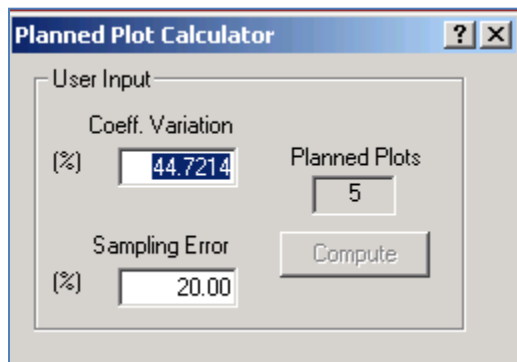 Planned Plot Calculator
User Input
Coeff. Variation
(%) 44.7214
Planned Plots
5
Sampling Error
(%) 20.00
Compute